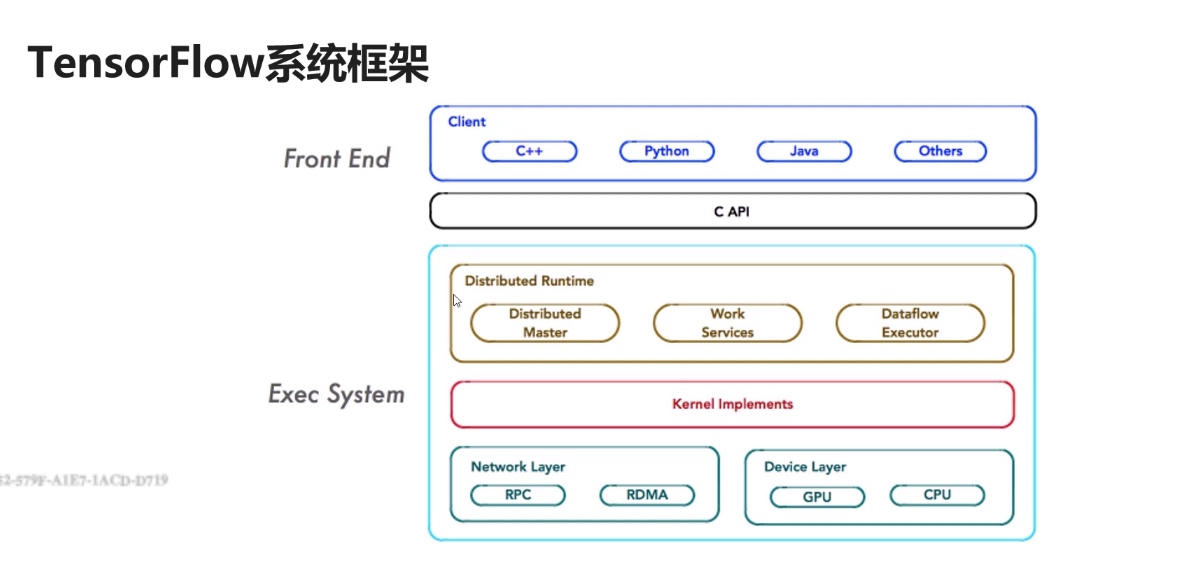 TensorFlow系统框架
Front End
Client
C++ Python Java Others
C API
Exec System
Distributed Runtime
Distributed Master
Work Services
Dataflow Executor
Kernel Implements
Network Layer
RPC RDMA
Device Layer
GPU CPU
-579F-A1E7-1ACD-D719